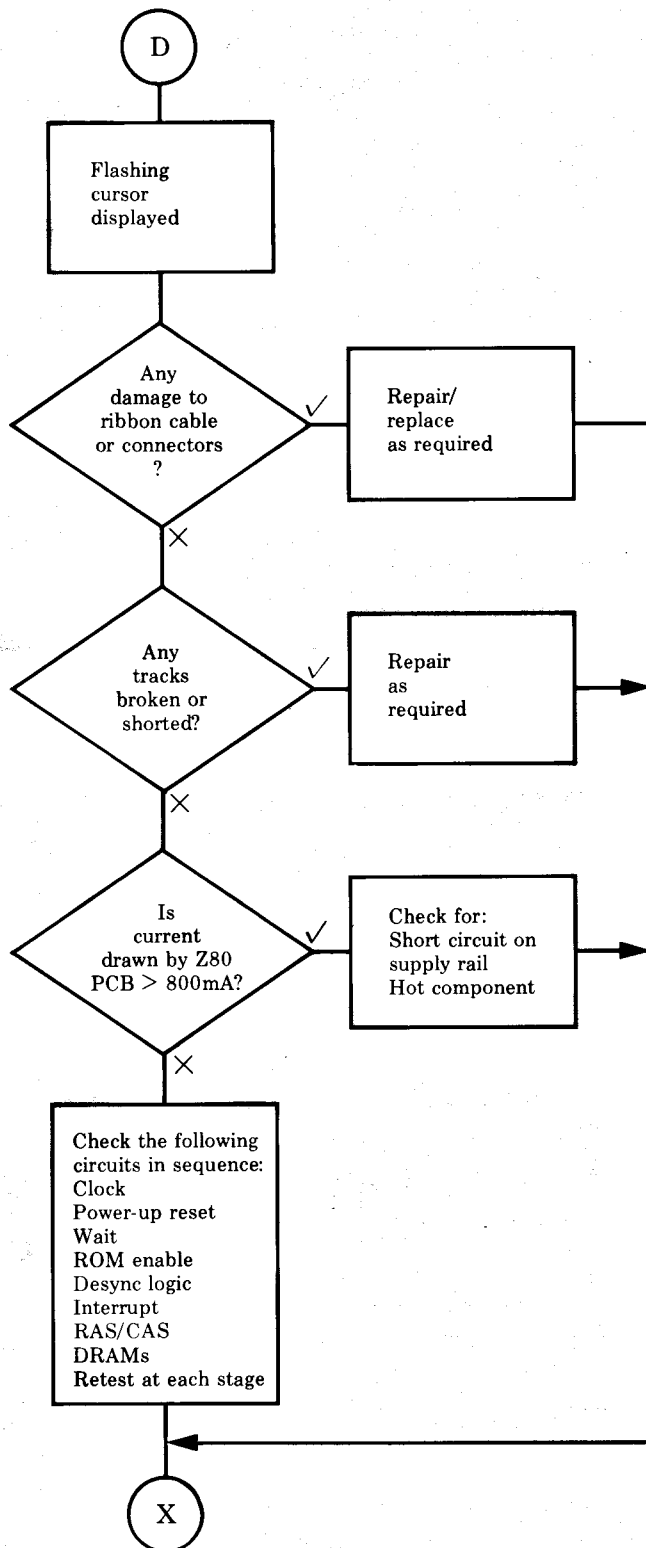 D
Flashing
cursor
displayed
Any
damage to
ribbon cable
or connectors
?
✓
Repair/
replace
as required
×
Any
tracks
broken or
shorted?
✓
Repair
as
required
×
Is
current
drawn by Z80
PCB > 800mA?
✓
Check for:
Short circuit on
supply rail
Hot component
×
Check the following
circuits in sequence:
Clock
Power-up reset
Wait
ROM enable
Desync logic
Interrupt
RAS/CAS
DRAMs
Retest at each stage
X